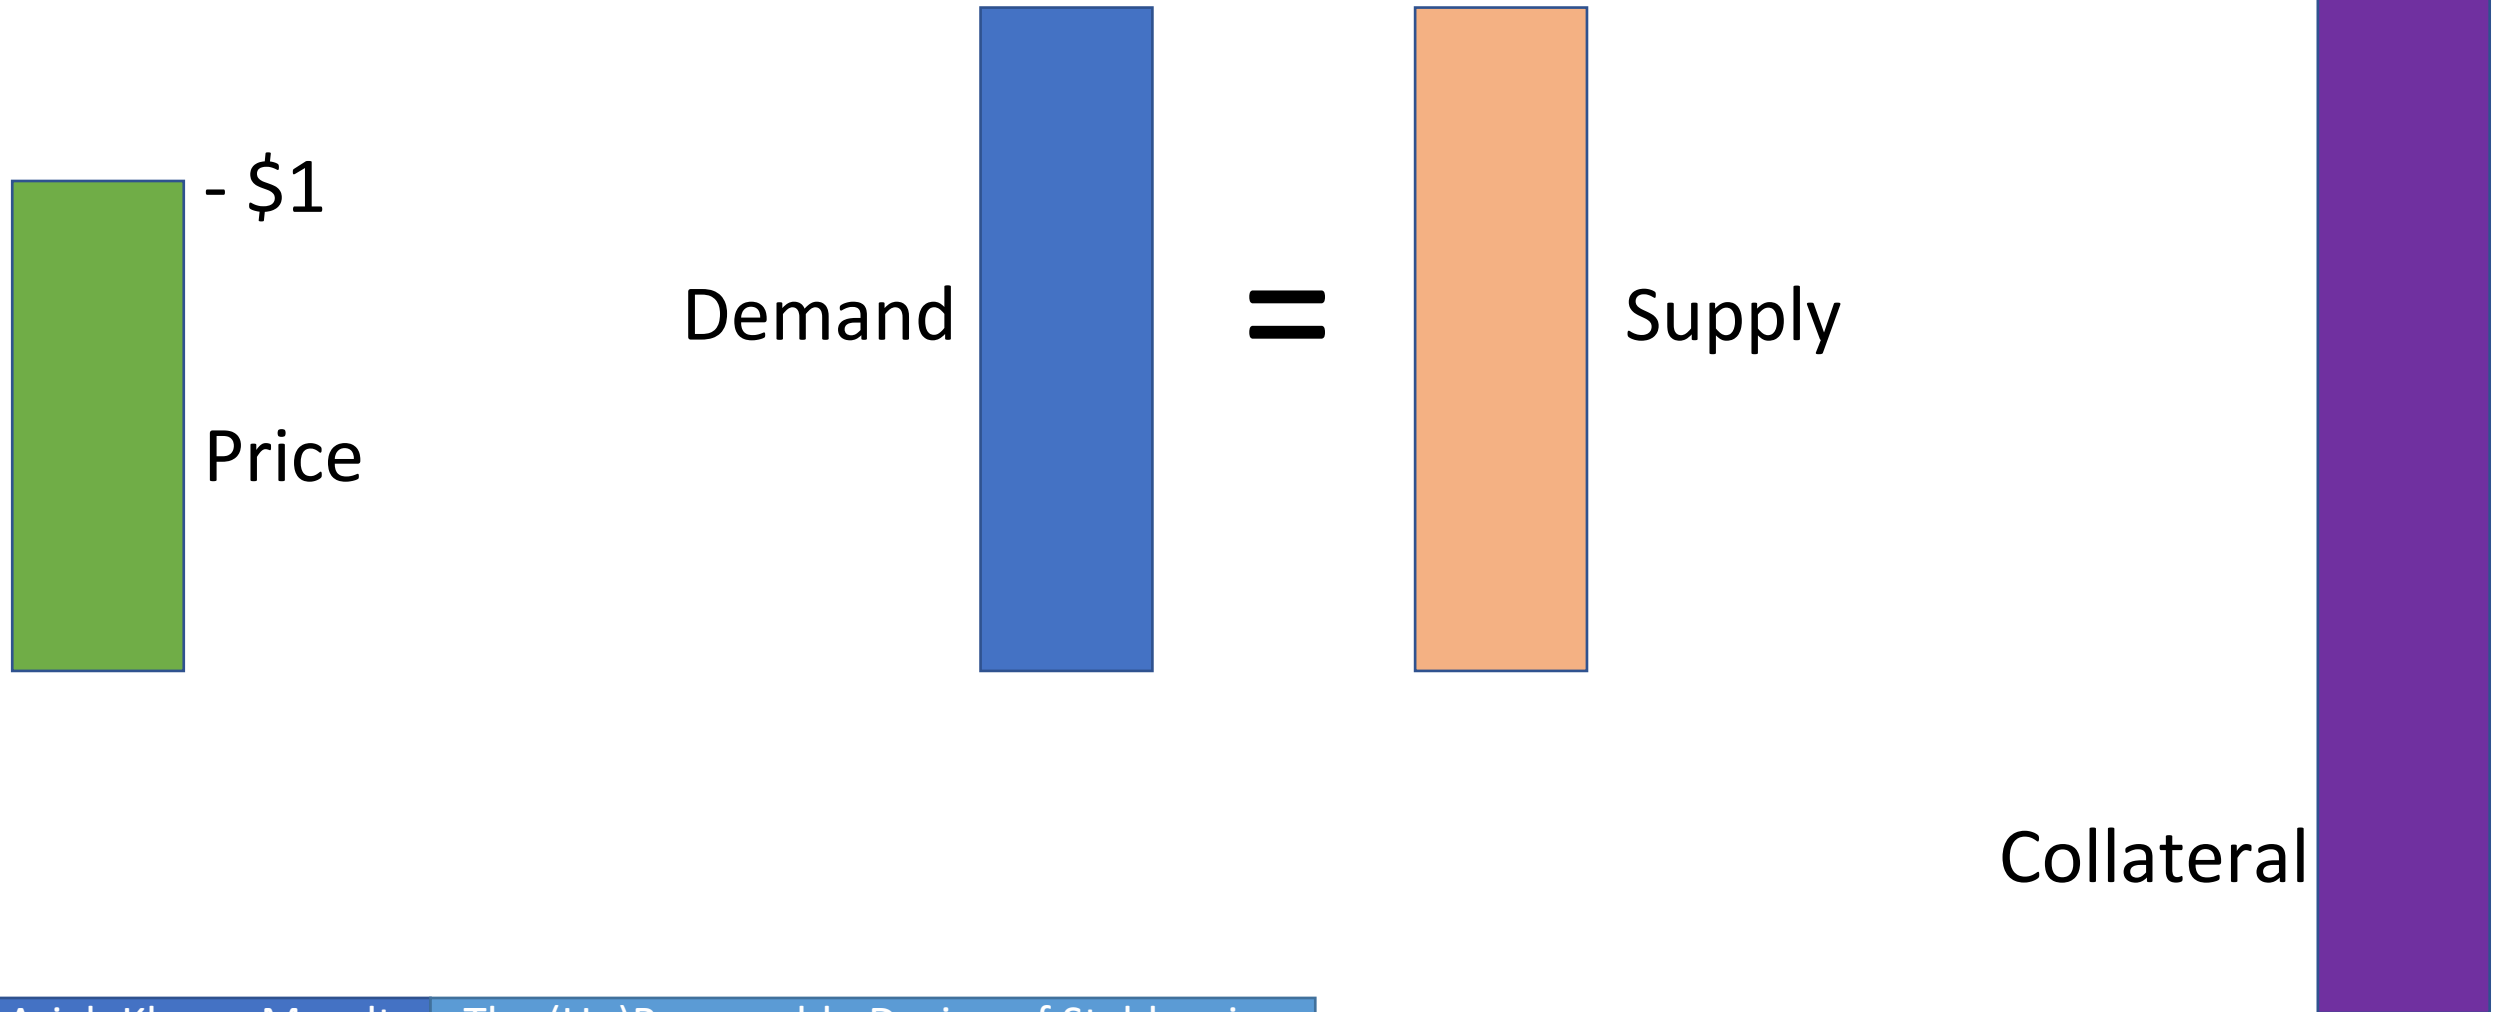 - $1
Demand
=
Supply
Price
Collateral